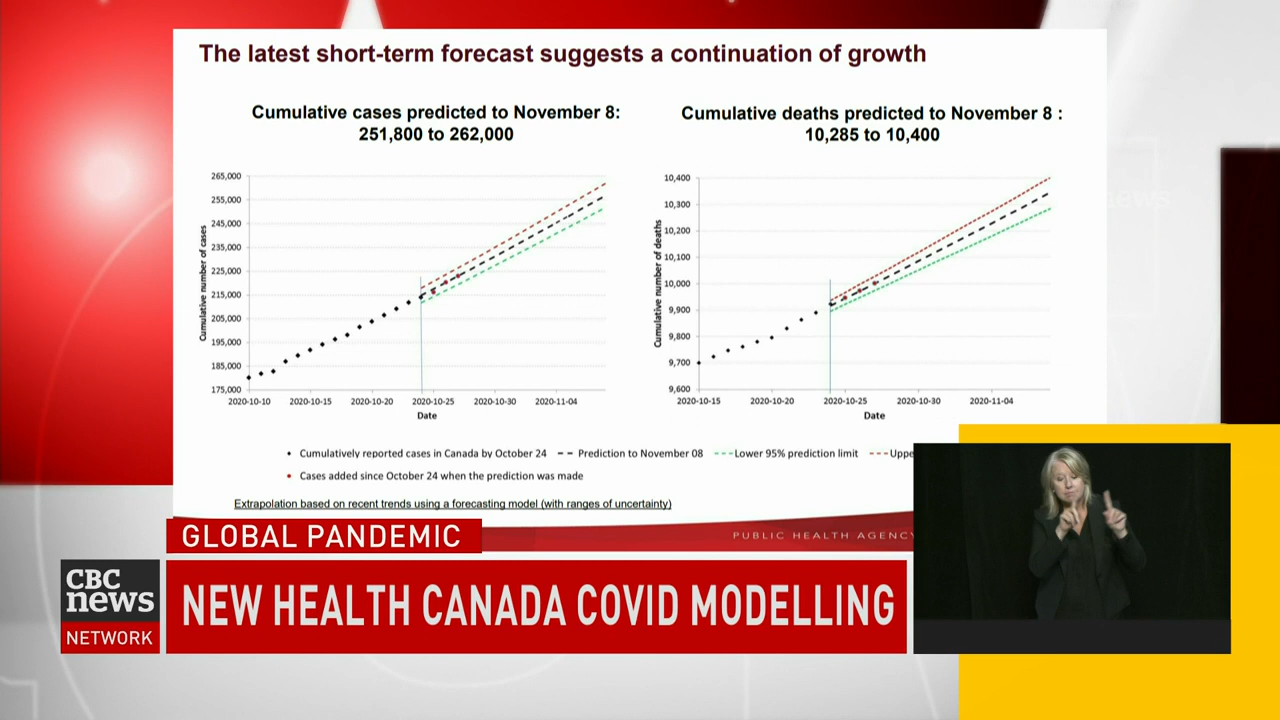 The latest short-term forecast suggests a continuation of growth
Cumulative cases predicted to November 8:
251,800 to 262,000
265,000
255,000
245,000
235,000
225,000
215,000
205,000
195,000
185,000
175,000
Cumulative number of cases
2020-10-10 2020-10-15 2020-10-20 2020-10-25 2020-10-30 2020-11-04
Date
Cumulative deaths predicted to November 8 :
10,285 to 10,400
10,400
10,300
10,200
10,100
10,000
9,900
9,800
9,700
9,600
Cumulative number of deaths
2020-10-15 2020-10-20 2020-10-25 2020-10-30 2020-11-04
Date
Cumulatively reported cases in Canada by October 24 Prediction to November 08 Lower 95% prediction limit Uppe
Cases added since October 24 when the prediction was made
Extrapolation based on recent trends using a forecasting model (with ranges of uncertainty)
PUBLIC HEALTH AGENCY
GLOBAL PANDEMIC
CBC
news
NETWORK
NEW HEALTH CANADA COVID MODELLING
news